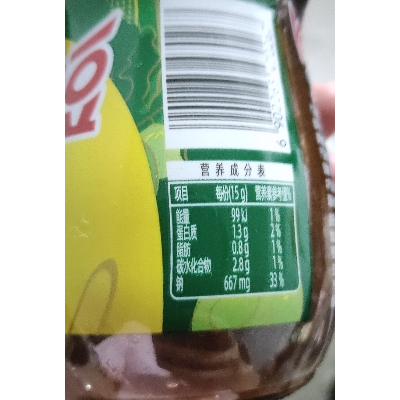 营养成分表
项目 每份(15g) 营养素参考值%
能量 99 kJ 1%
蛋白质 1.3 g 2%
脂肪 0.8 g 1%
碳水化合物 2.8 g 1%
钠 667 mg 33%